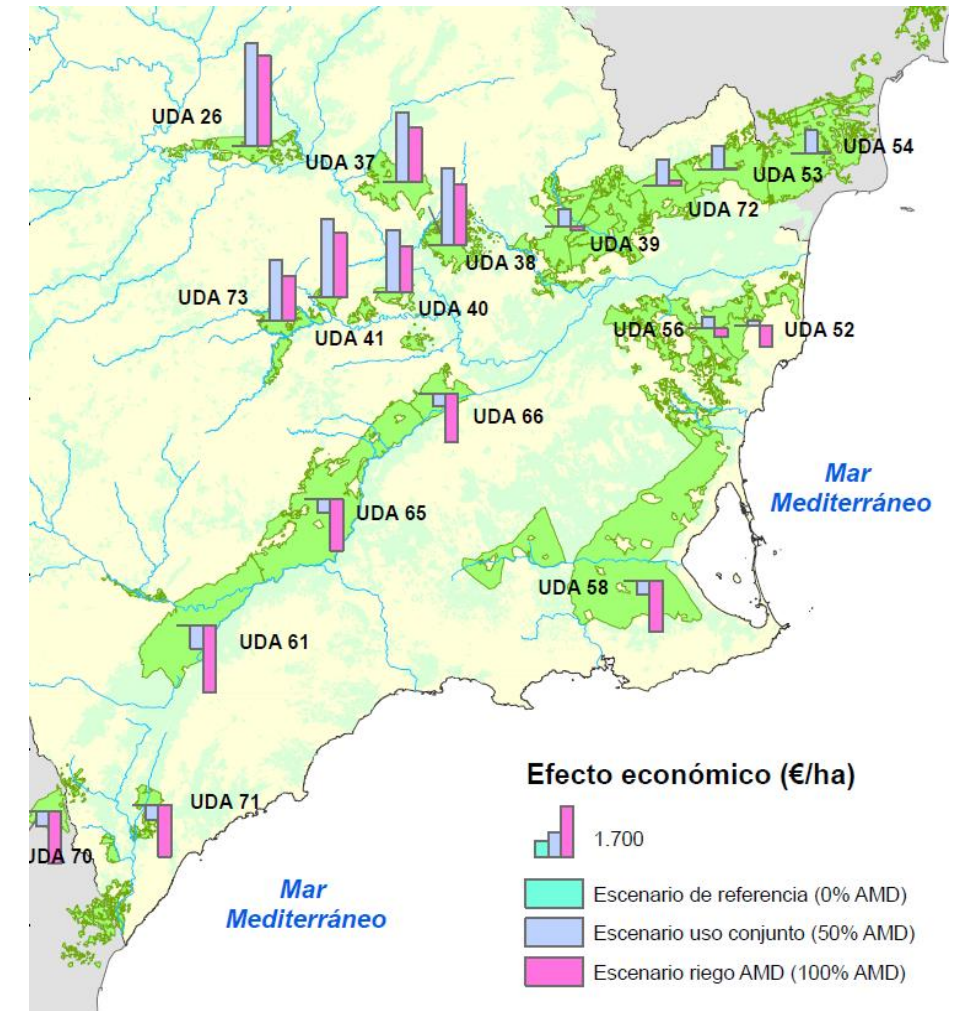 UDA 26
UDA 37
UDA 54
UDA 53
UDA 72
UDA 39
UDA 38
UDA 73
UDA 40
UDA 41
UDA 56
UDA 52
UDA 66
Mar
Mediterráneo
UDA 65
UDA 58
UDA 61
Efecto económico (€/ha)
UDA 71
1.700
UDA 70
Mar
Mediterráneo
Escenario de referencia (0% AMD)
Escenario uso conjunto (50% AMD)
Escenario riego AMD (100% AMD)